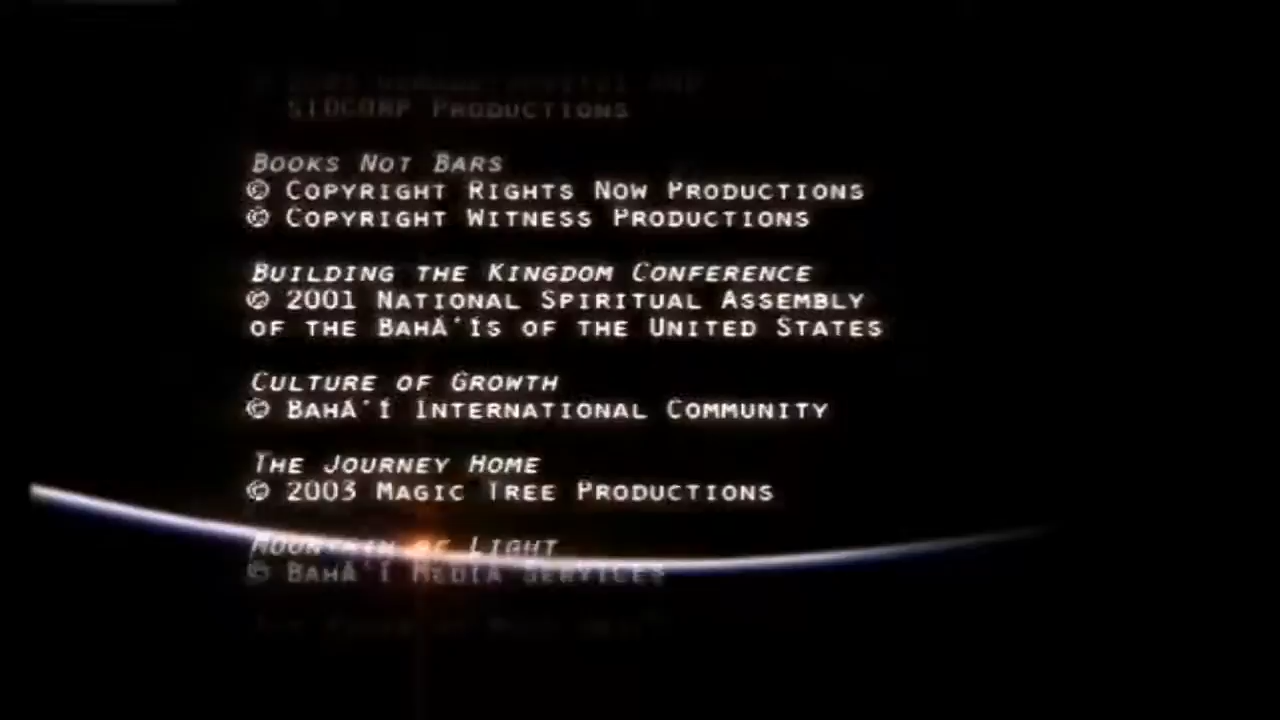 PRODUCTIONS
BOOKS NOT BARS
© COPYRIGHT RIGHTS NOW PRODUCTIONS
© COPYRIGHT WITNESS PRODUCTIONS
BUILDING THE KINGDOM CONFERENCE
© 2001 NATIONAL SPIRITUAL ASSEMBLY
OF THE BAHÁ'ÍS OF THE UNITED STATES
CULTURE OF GROWTH
© BAHÁ'Í INTERNATIONAL COMMUNITY
THE JOURNEY HOME
© 2003 MAGIC TREE PRODUCTIONS
MOUNTAIN OF LIGHT
© BAHÁ'Í MEDIA SERVICES